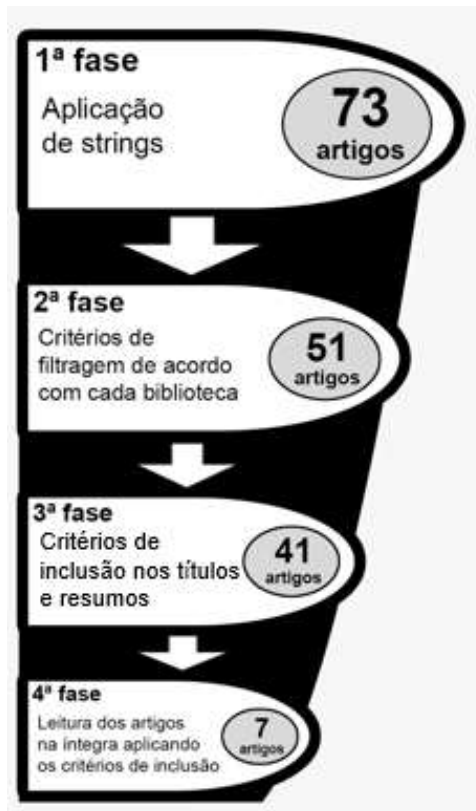 1ª fase
Aplicação
de strings
73
artigos
2ª fase
Critérios de
filtragem de acordo
com cada biblioteca
51
artigos
3ª fase
Critérios de
inclusão nos títulos
e resumos
41
artigos
4ª fase
Leitura dos artigos
na íntegra aplicando
os critérios de inclusão
7
artigos